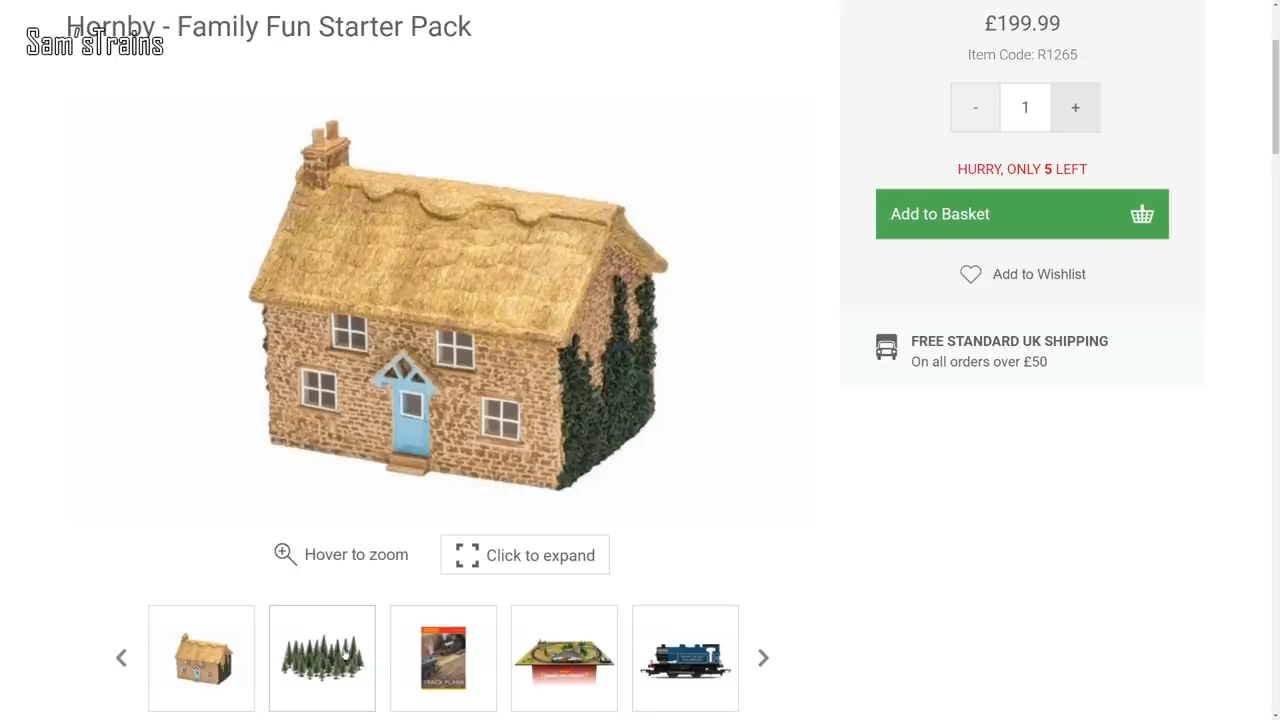 Hornby - Family Fun Starter Pack
Sam'sTrains
£199.99
Item Code: R1265
- 1 +
HURRY, ONLY 5 LEFT
Add to Basket
Add to Wishlist
FREE STANDARD UK SHIPPING
On all orders over £50
Hover to zoom
Click to expand
TRACK PLANS